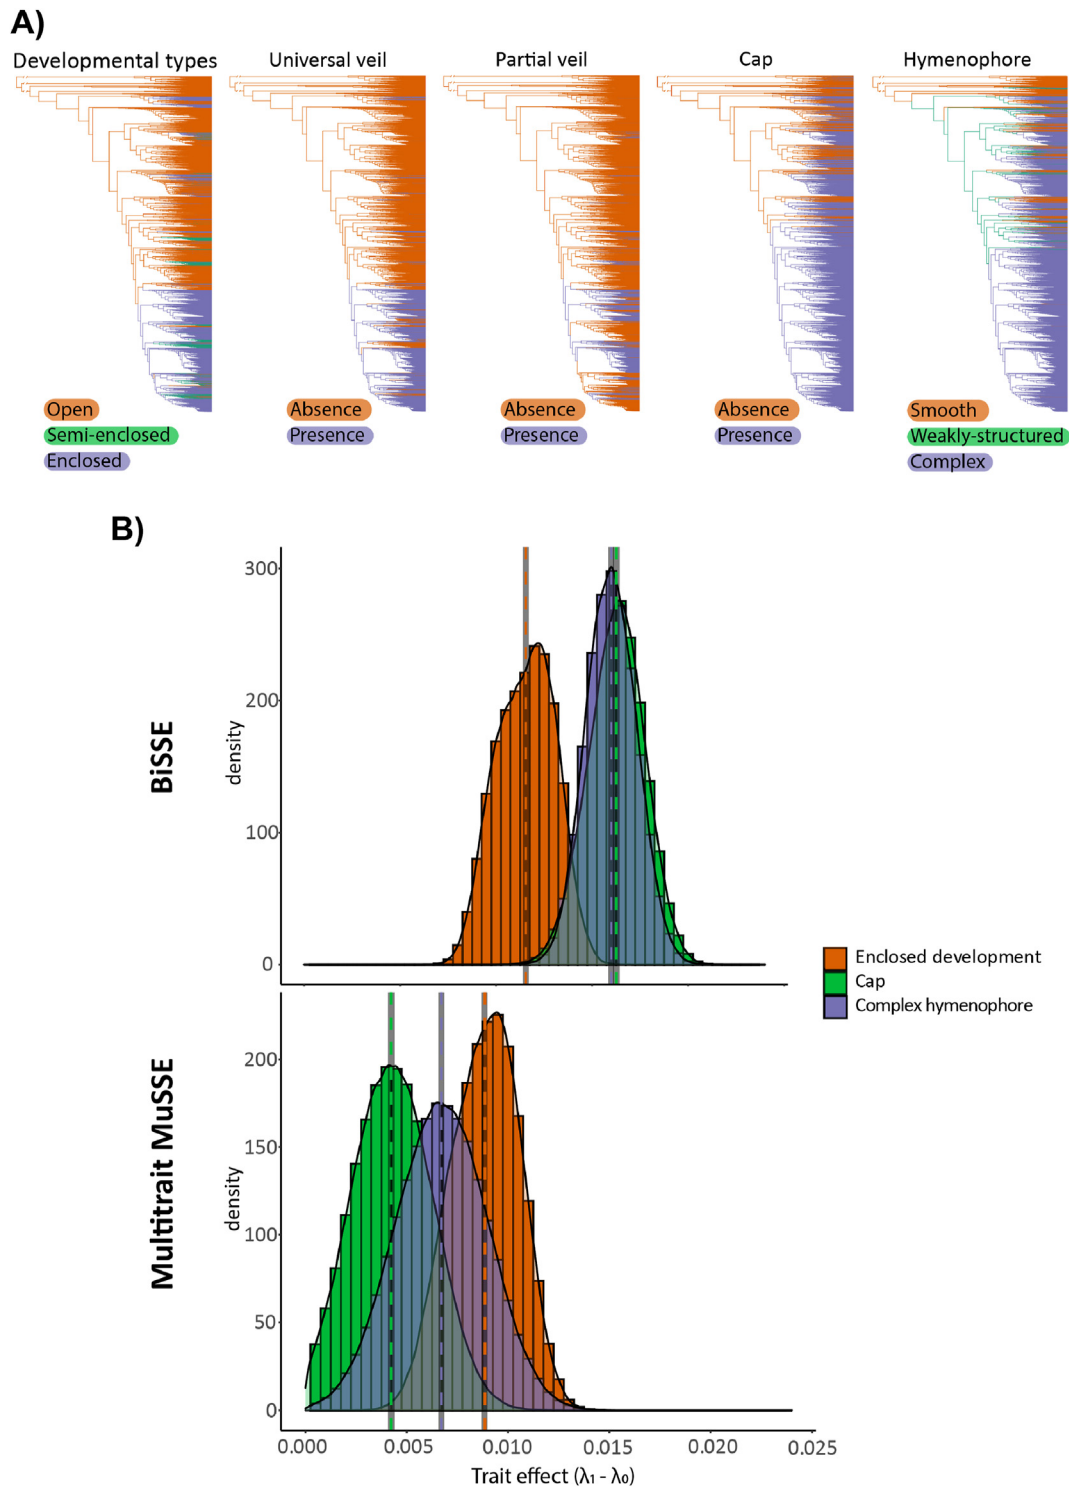 A)
Developmental types
Universal veil
Partial veil
Cap
Hymenophore
Open
Semi-enclosed
Enclosed
Absence
Presence
Absence
Presence
Absence
Presence
Smooth
Weakly-structured
Complex
B)
BiSSE
density
300
200
100
0
Enclosed development
Cap
Complex hymenophore
Multitrait MuSSE
density
200
150
100
50
0
0.000 0.005 0.010 0.015 0.020 0.025
Trait effect (λ₁ - λ₀)